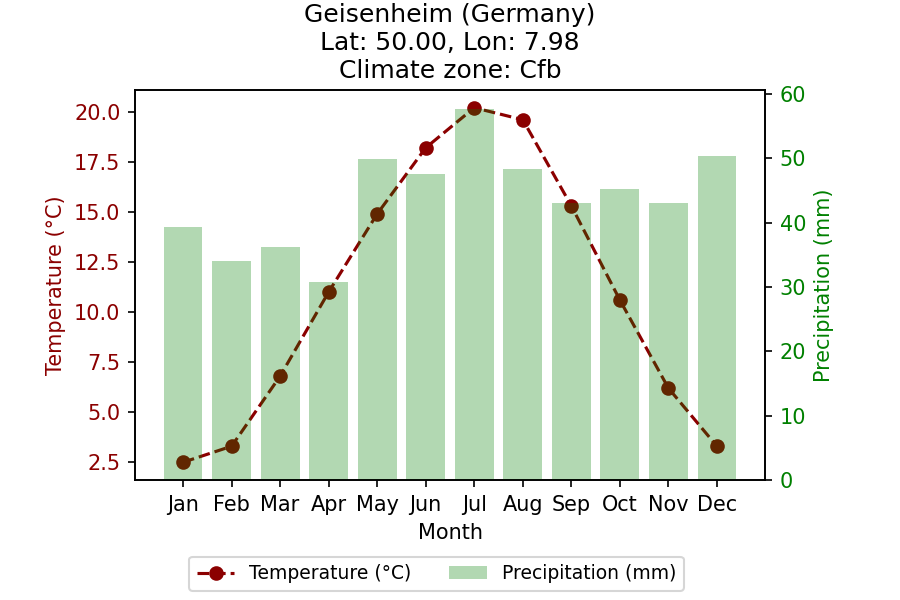 Geisenheim (Germany)
Lat: 50.00, Lon: 7.98
Climate zone: Cfb
Temperature (°C)
20.0
17.5
15.0
12.5
10.0
7.5
5.0
2.5
60
50
40
30
20
10
0
Precipitation (mm)
Jan Feb Mar Apr May Jun Jul Aug Sep Oct Nov Dec
Month
Temperature (°C) Precipitation (mm)